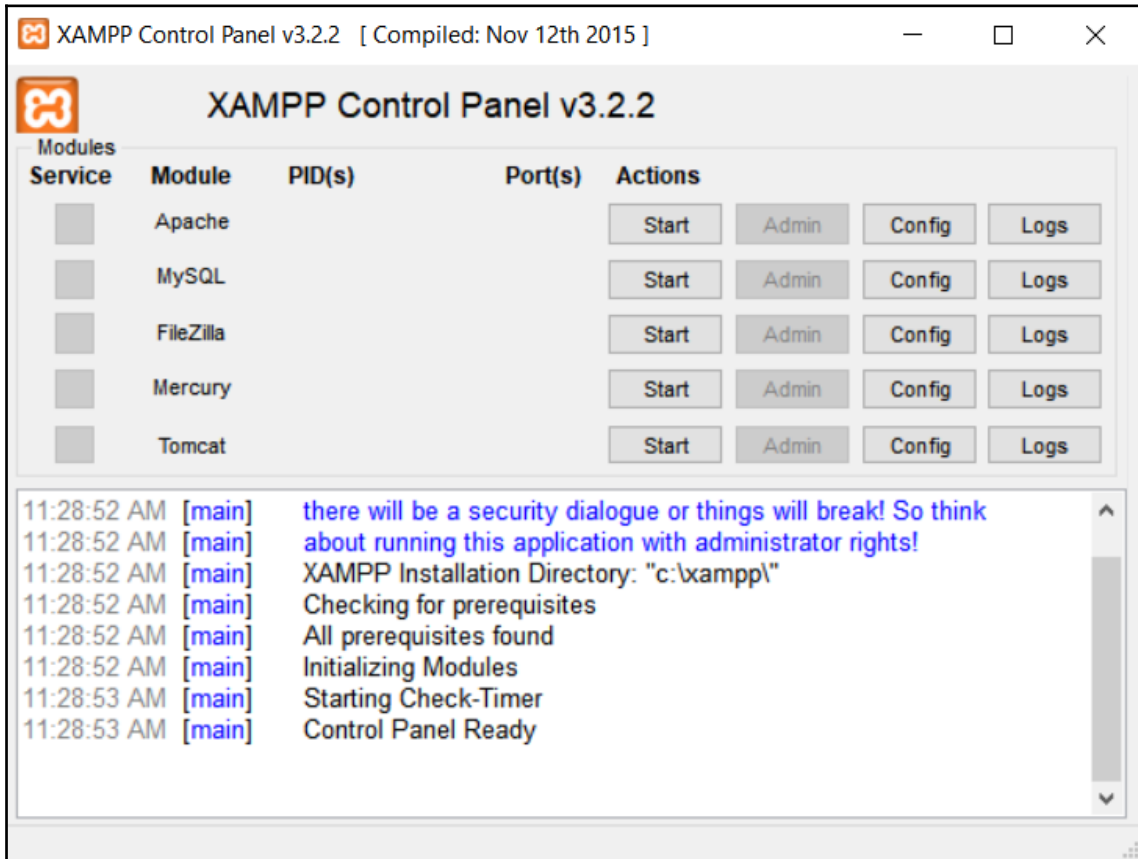 XAMPP Control Panel v3.2.2 [ Compiled: Nov 12th 2015 ]
XAMPP Control Panel v3.2.2
Modules
Service Module PID(s) Port(s) Actions
Apache Start Admin Config Logs
MySQL Start Admin Config Logs
FileZilla Start Admin Config Logs
Mercury Start Admin Config Logs
Tomcat Start Admin Config Logs
11:28:52 AM [main] there will be a security dialogue or things will break! So think
11:28:52 AM [main] about running this application with administrator rights!
11:28:52 AM [main] XAMPP Installation Directory: "c:\xampp\"
11:28:52 AM [main] Checking for prerequisites
11:28:52 AM [main] All prerequisites found
11:28:52 AM [main] Initializing Modules
11:28:53 AM [main] Starting Check-Timer
11:28:53 AM [main] Control Panel Ready